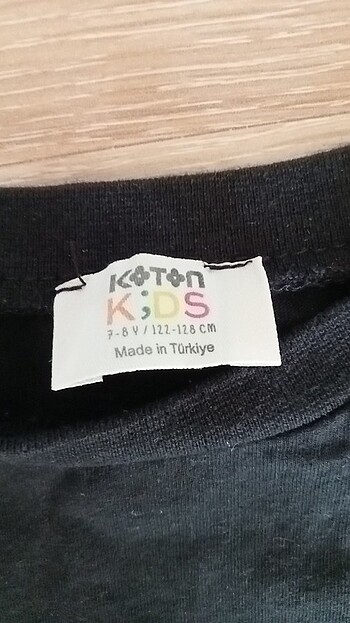 KOTON
K;DS
7-8 Y / 122-128 CM
Made in Türkiye